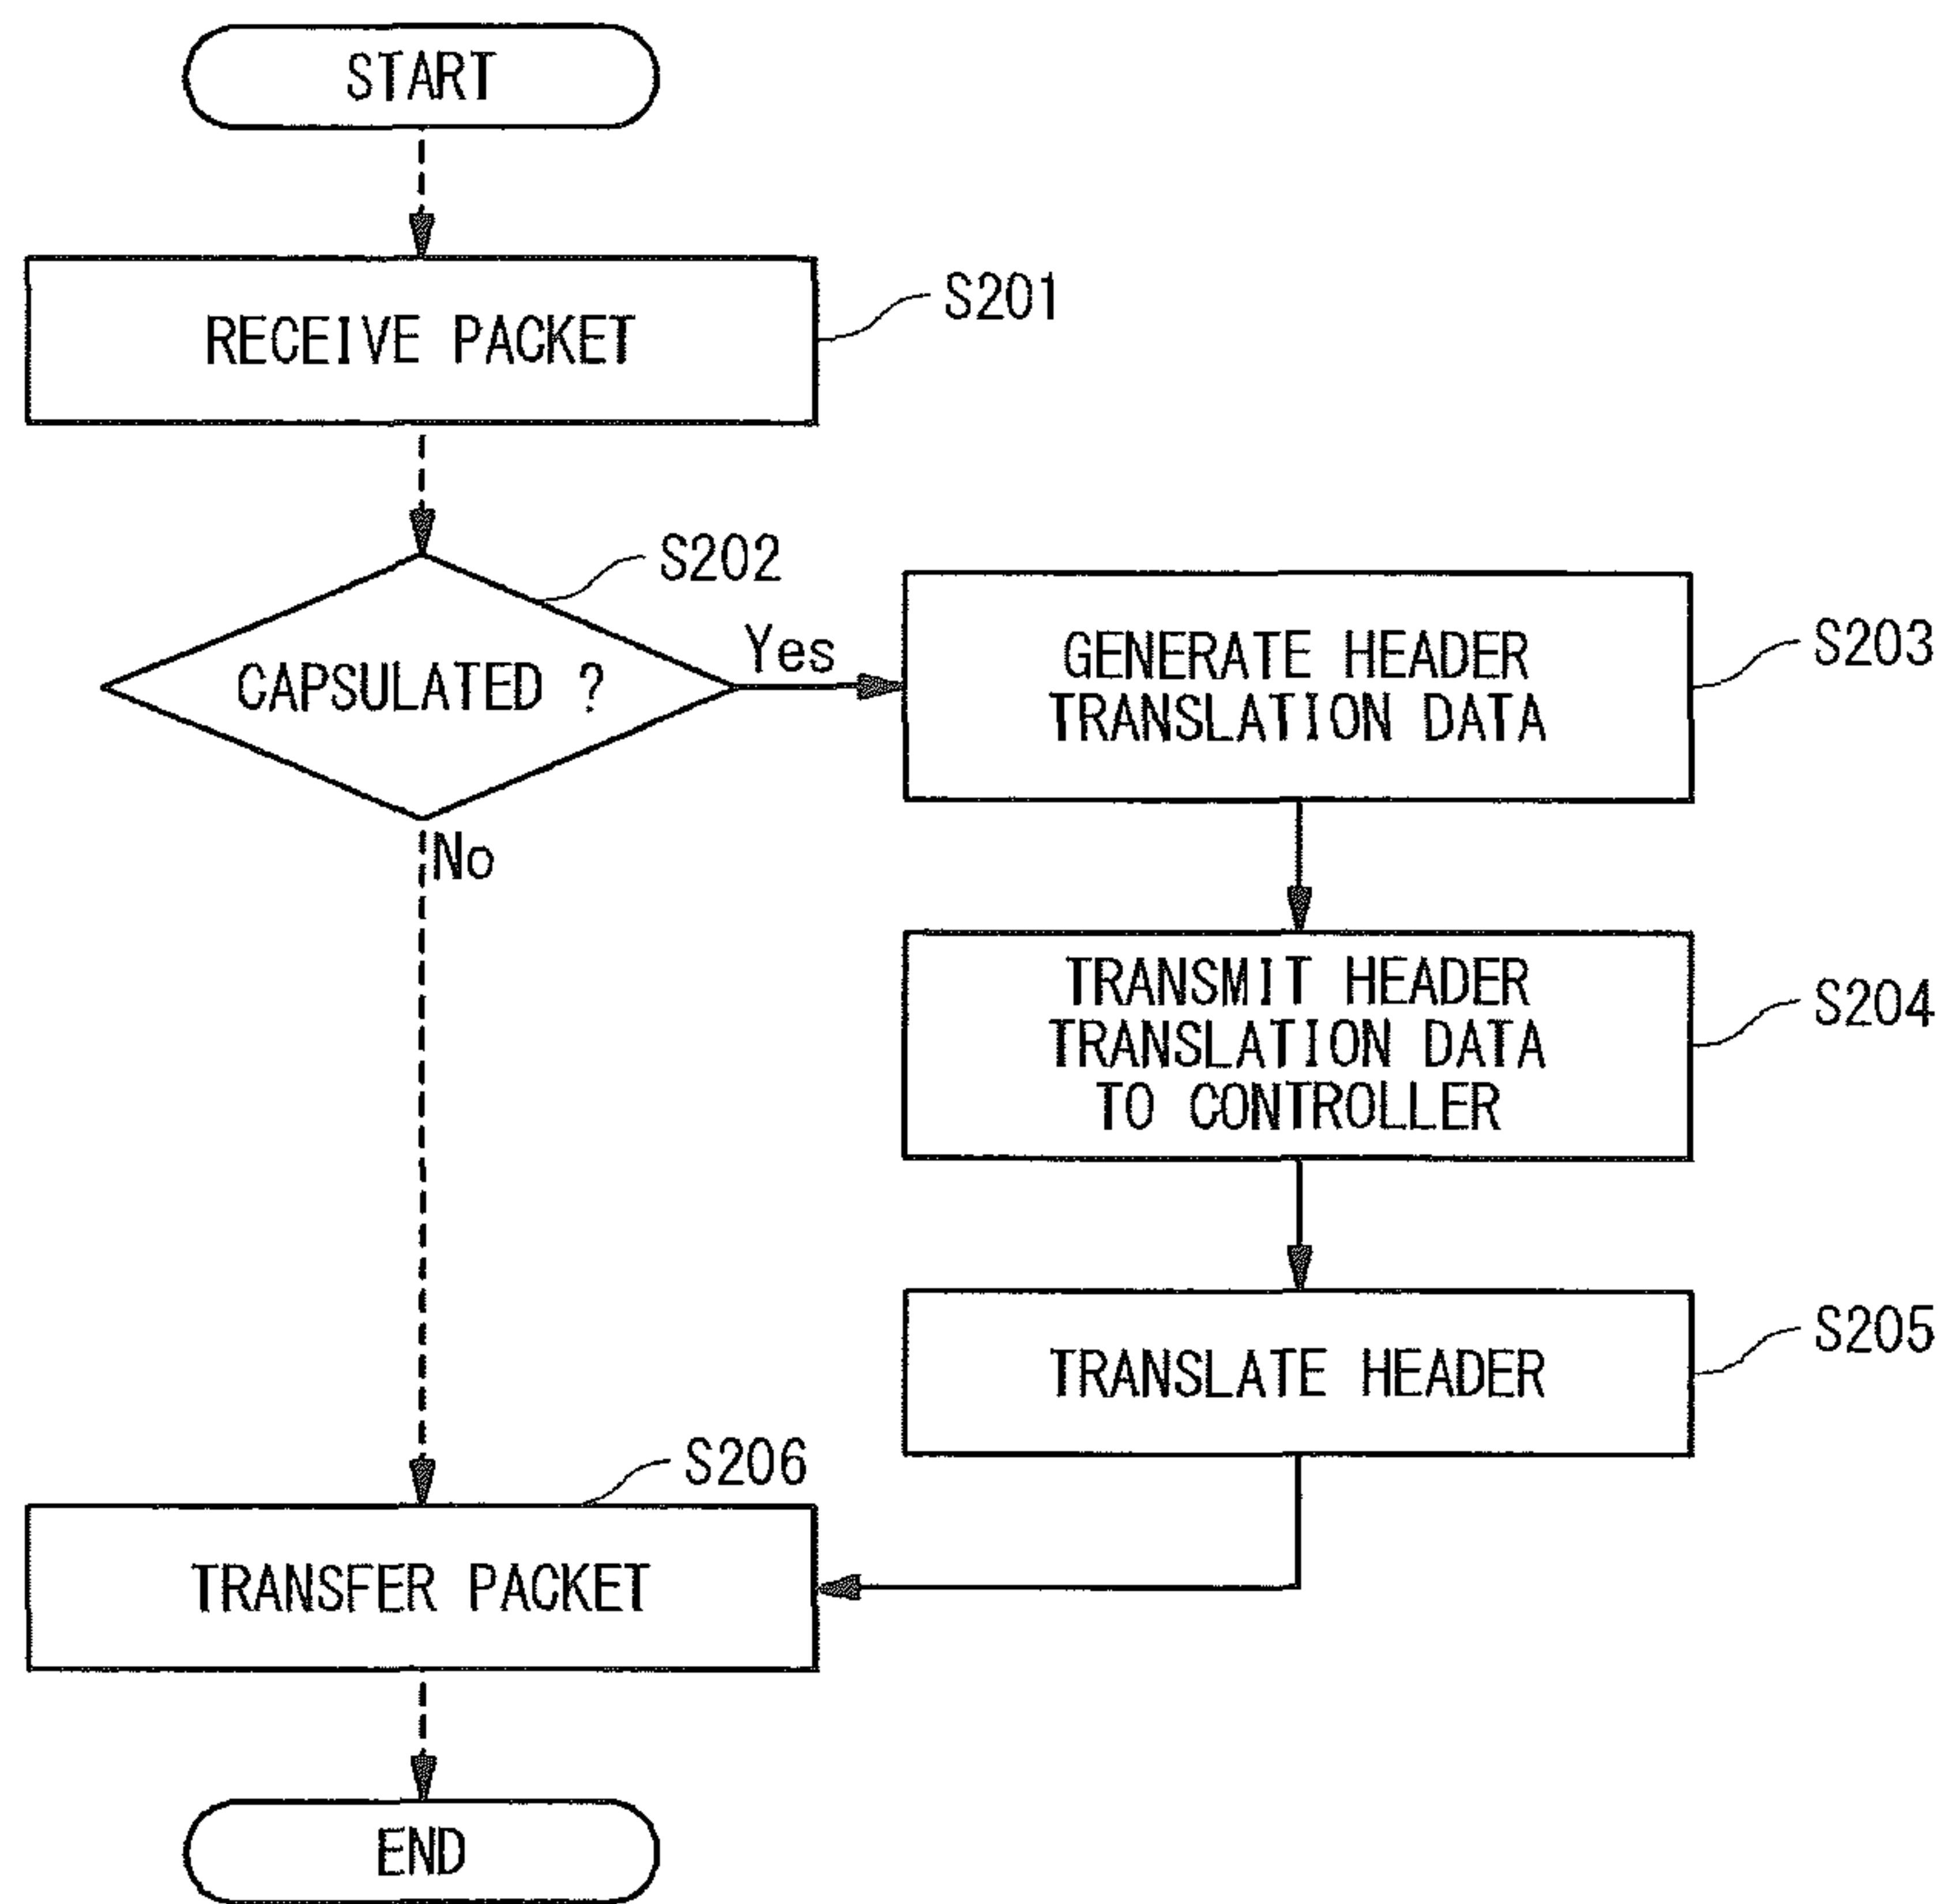 START
RECEIVE PACKET
S201
CAPSULATED ?
S202
Yes
No
GENERATE HEADER
TRANSLATION DATA
S203
TRANSMIT HEADER
TRANSLATION DATA
TO CONTROLLER
S204
TRANSLATE HEADER
S205
S206
TRANSFER PACKET
END